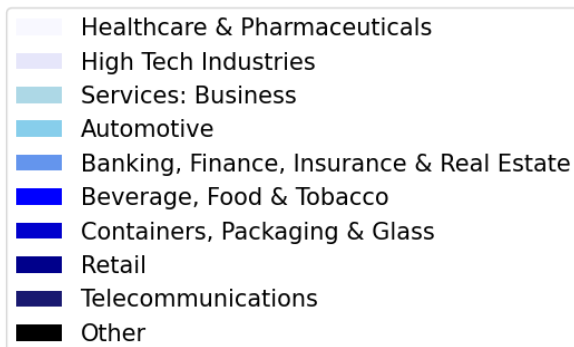 Healthcare & Pharmaceuticals
High Tech Industries
Services: Business
Automotive
Banking, Finance, Insurance & Real Estate
Beverage, Food & Tobacco
Containers, Packaging & Glass
Retail
Telecommunications
Other